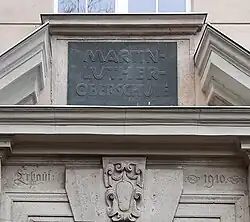 MARTIN-
LUTHER-
OBERSCHULE
Erbaut: 1910.